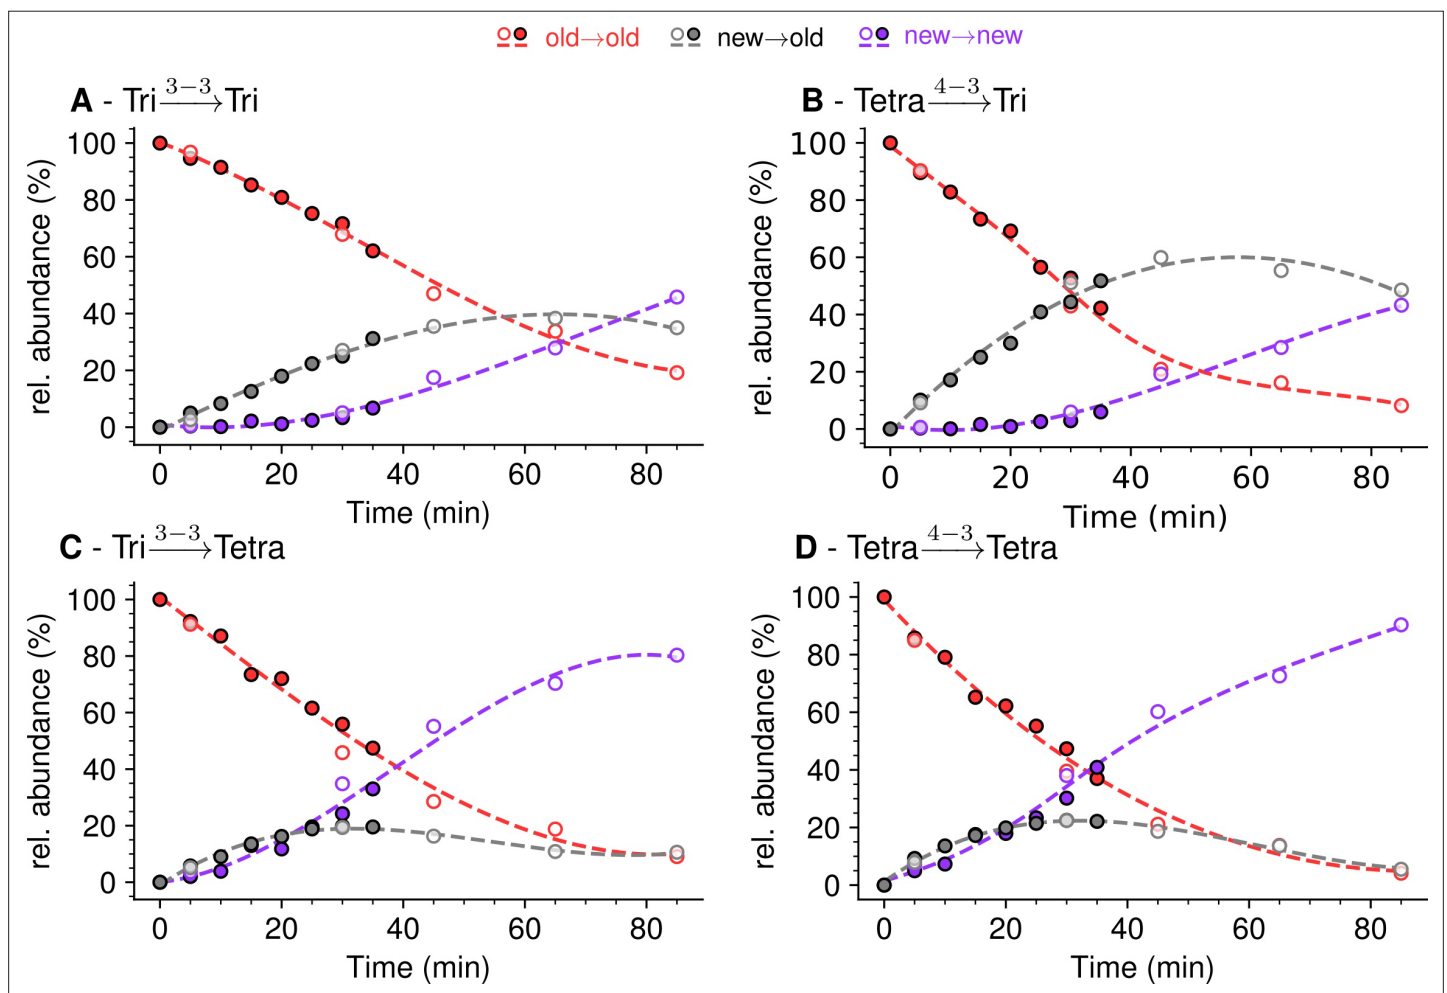 old→old new→old new→new
A - Tri 3−3→ Tri
B - Tetra 4−3→ Tri
rel. abundance (%)
100
80
60
40
20
0
0 20 40 60 80
Time (min)
rel. abundance (%)
100
80
60
40
20
0
0 20 40 60 80
Time (min)
C - Tri 3−3→ Tetra
D - Tetra 4−3→ Tetra
rel. abundance (%)
100
80
60
40
20
0
0 20 40 60 80
Time (min)
rel. abundance (%)
100
80
60
40
20
0
0 20 40 60 80
Time (min)